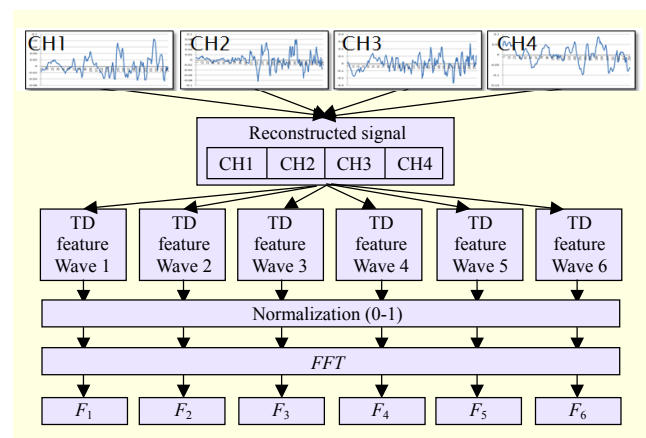 CH1 CH2 CH3 CH4
Reconstructed signal
CH1 CH2 CH3 CH4
TD feature Wave 1
TD feature Wave 2
TD feature Wave 3
TD feature Wave 4
TD feature Wave 5
TD feature Wave 6
Normalization (0-1)
FFT
F1 F2 F3 F4 F5 F6